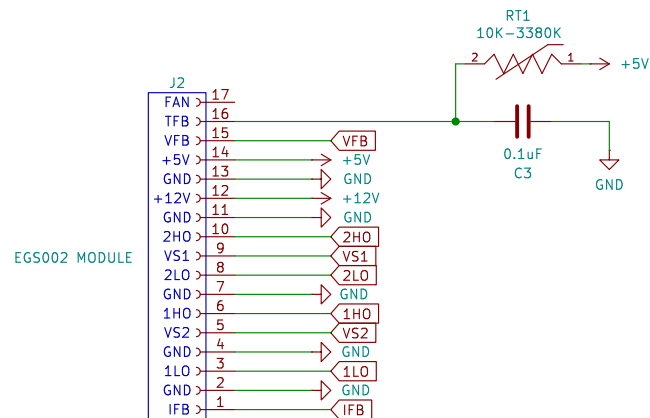 RT1
10K-3380K
2 1 +5V
J2
FAN 17
TFB 16
VFB 15 VFB
+5V 14 +5V
GND 13 GND
+12V 12 +12V
GND 11 GND
2HO 10 2HO
VS1 9 VS1
2LO 8 2LO
GND 7 GND
1HO 6 1HO
VS2 5 VS2
GND 4 GND
1LO 3 1LO
GND 2 GND
IFB 1 IFB
EGS002 MODULE
0.1uF
C3
GND